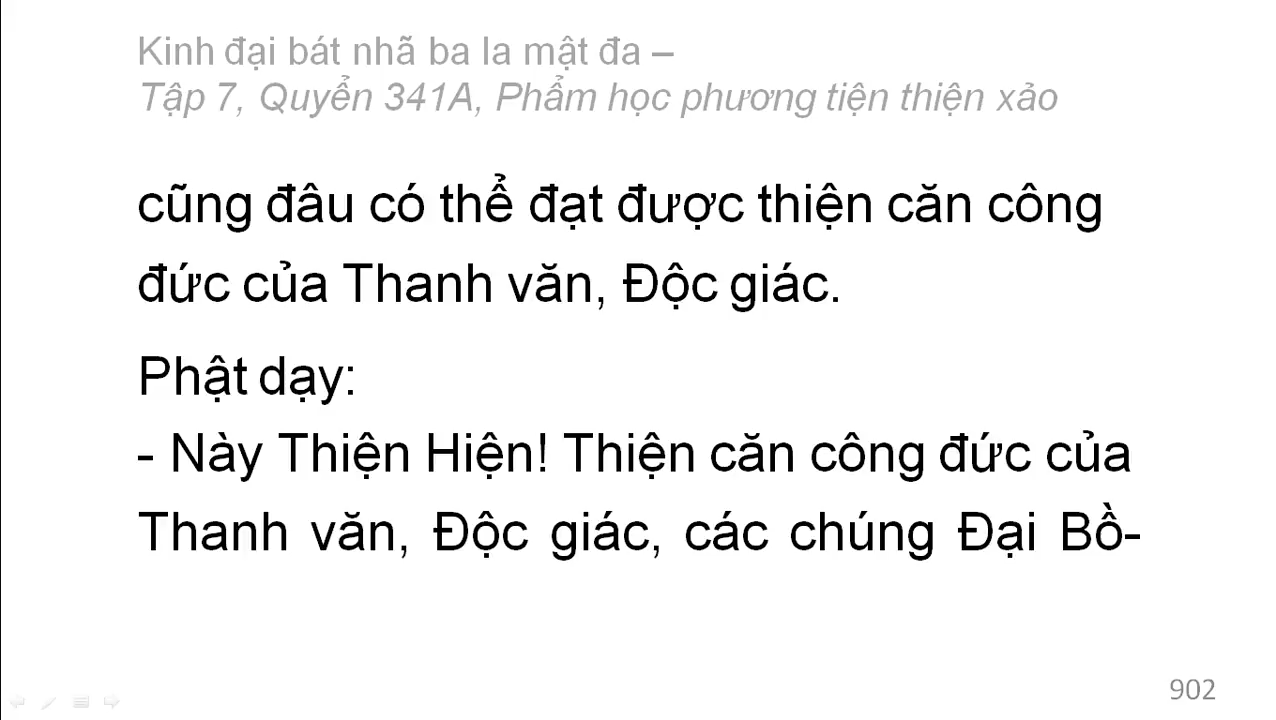 Kinh đại bát nhã ba la mật đa –
Tập 7, Quyển 341A, Phẩm học phương tiện thiện xảo
cũng đâu có thể đạt được thiện căn công
đức của Thanh văn, Độc giác.
Phật dạy:
- Này Thiện Hiện! Thiện căn công đức của
Thanh văn, Độc giác, các chúng Đại Bồ-
902